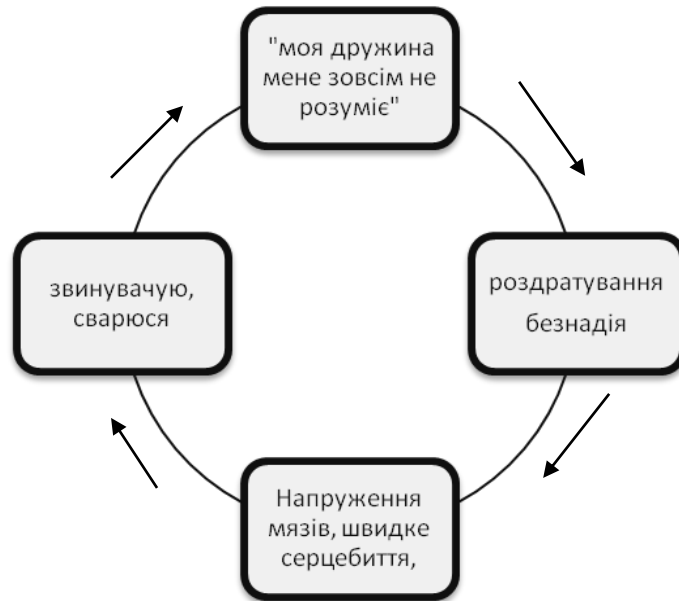 "моя дружина
мене зовсім не
розуміє"
роздратування
безнадія
Напруження
мязів, швидке
серцебиття,
звинувачую,
сварюся